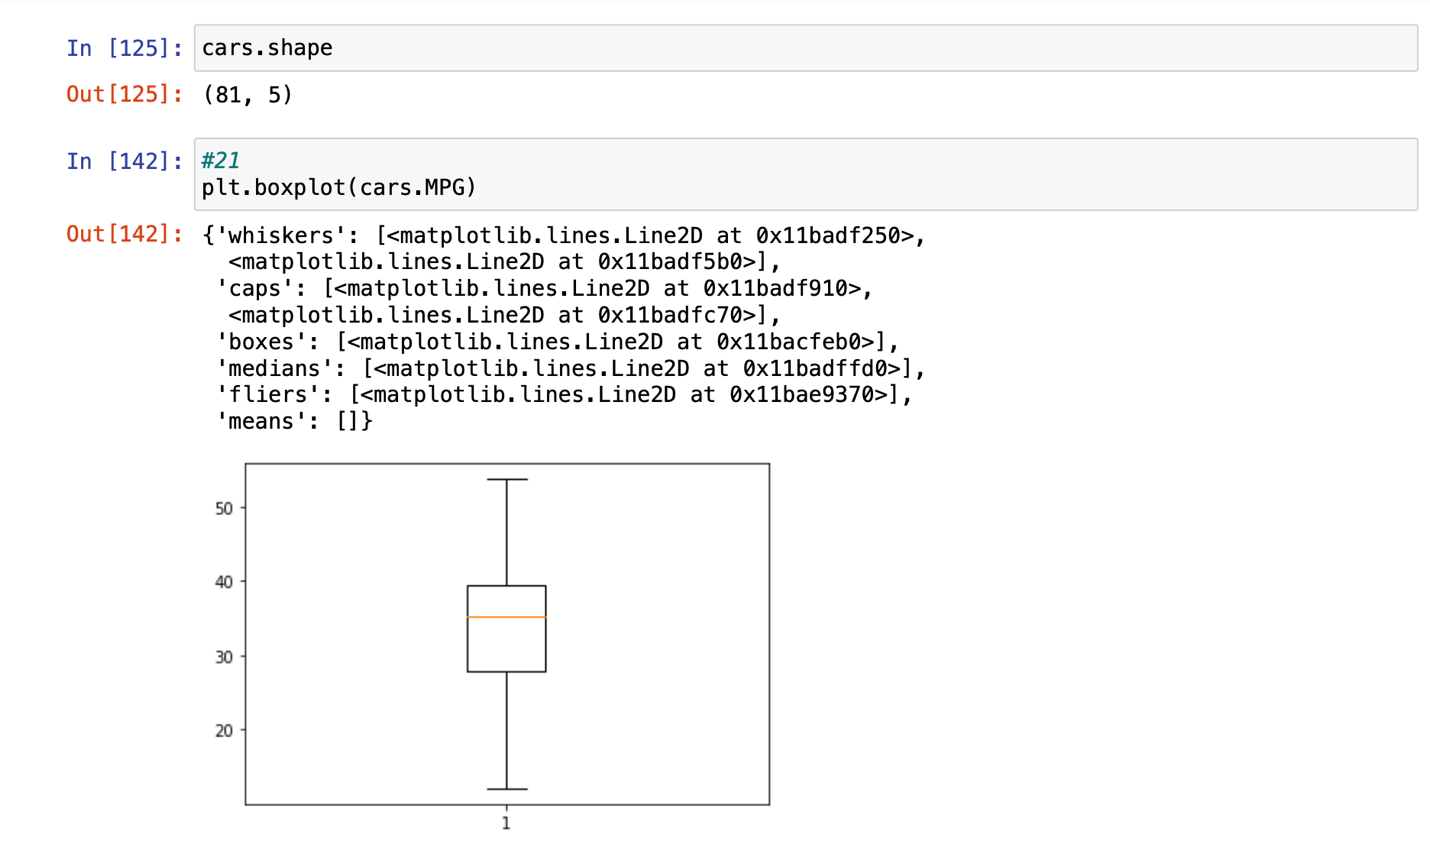 In [125]: cars.shape
Out[125]: (81, 5)
In [142]: #21
plt.boxplot(cars.MPG)
Out[142]: {'whiskers': [<matplotlib.lines.Line2D at 0x11badf250>,
<matplotlib.lines.Line2D at 0x11badf5b0>],
'caps': [<matplotlib.lines.Line2D at 0x11badf910>,
<matplotlib.lines.Line2D at 0x11badfc70>],
'boxes': [<matplotlib.lines.Line2D at 0x11bacfeb0>],
'medians': [<matplotlib.lines.Line2D at 0x11badffd0>],
'fliers': [<matplotlib.lines.Line2D at 0x11bae9370>],
'means': []}
50
40
30
20
1